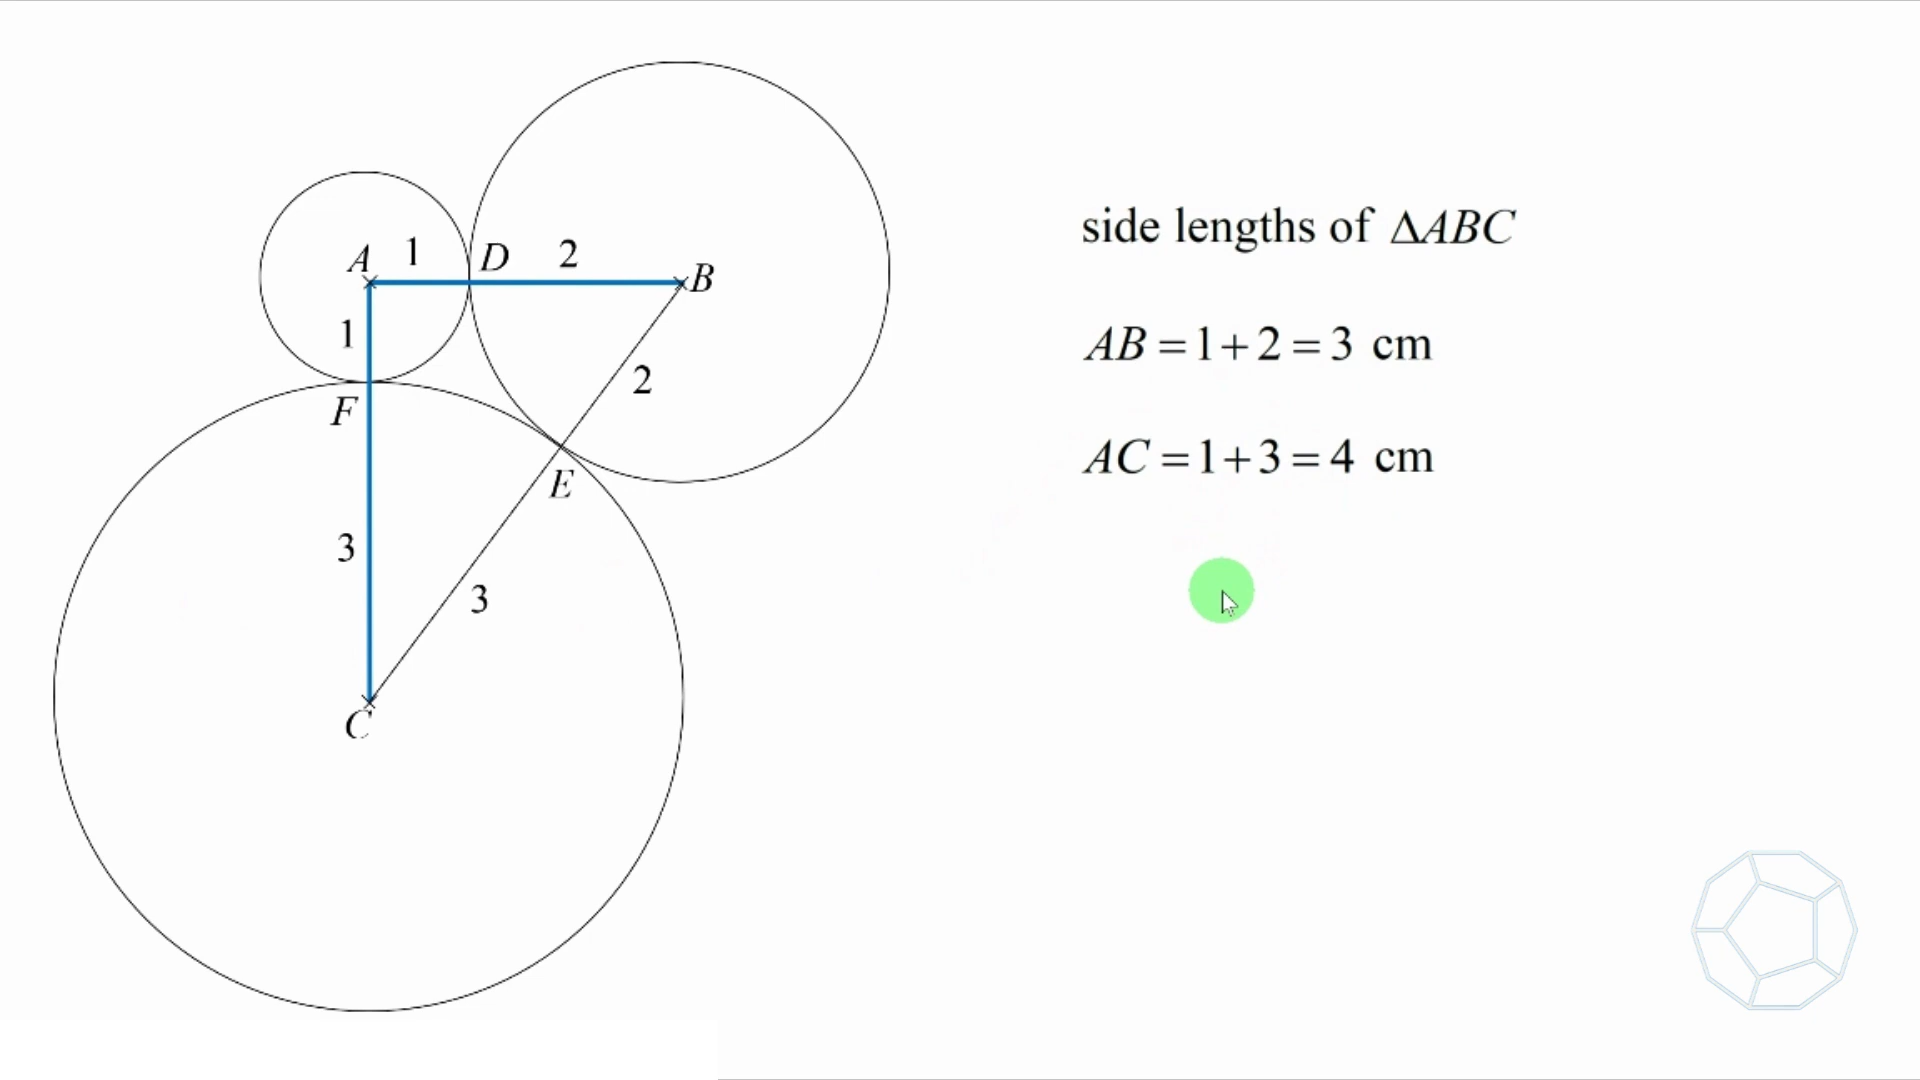 A 1 D 2 B
1
F
2
E
3
3
C
side lengths of ΔABC
AB = 1 + 2 = 3 cm
AC = 1 + 3 = 4 cm